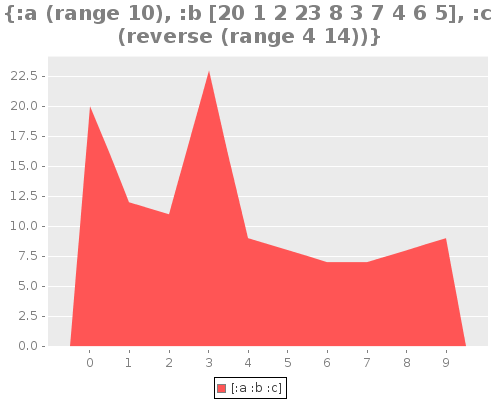 {:a (range 10), :b [20 1 2 23 8 3 7 4 6 5], :c
(reverse (range 4 14))}
22.5
20.0
17.5
15.0
12.5
10.0
7.5
5.0
2.5
0.0
0 1 2 3 4 5 6 7 8 9
[:a :b :c]